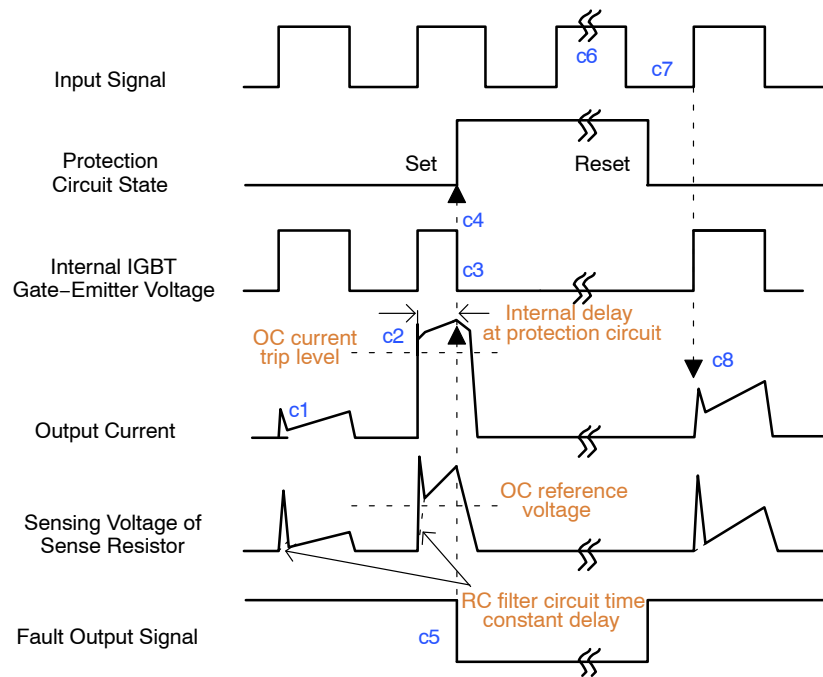 c6
c7
Input Signal
Protection
Circuit State
Set
Reset
c4
c3
Internal IGBT
Gate−Emitter Voltage
OC current
trip level
c2
Internal delay
at protection circuit
c8
c1
Output Current
OC reference
voltage
Sensing Voltage of
Sense Resistor
RC filter circuit time
constant delay
Fault Output Signal
c5